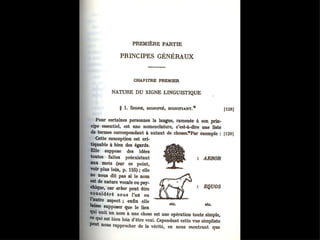 PREMIÈRE PARTIE
PRINCIPES GÉNÉRAUX
CHAPITRE PREMIER
NATURE DU SIGNE LINGUISTIQUE
§ 1. SIGNE, SIGNIFIÉ, SIGNIFIANT.*
Pour certaines personnes la langue, ramenée à son prin-
cipe essentiel, est une nomenclature, c'est-à-dire une liste
de termes correspondant à autant de choses. Par exemple :
Cette conception est cri-
tiquable à bien des égards.
Elle suppose des idées
toutes faites préexistant
aux mots (sur ce point,
voir plus loin, p. 155) ; elle
ne nous dit pas si le nom
est de nature vocale ou psy-
chique, car arbor peut être
considéré sous l'un ou
l'autre aspect ; enfin elle
laisse supposer que le lien
qui unit un nom à une chose est une opération toute simple,
ce qui est bien loin d'être vrai. Cependant cette vue simpliste
peut nous rapprocher de la vérité, en nous montrant que
: ARBOR
: EQUOS
etc. etc.